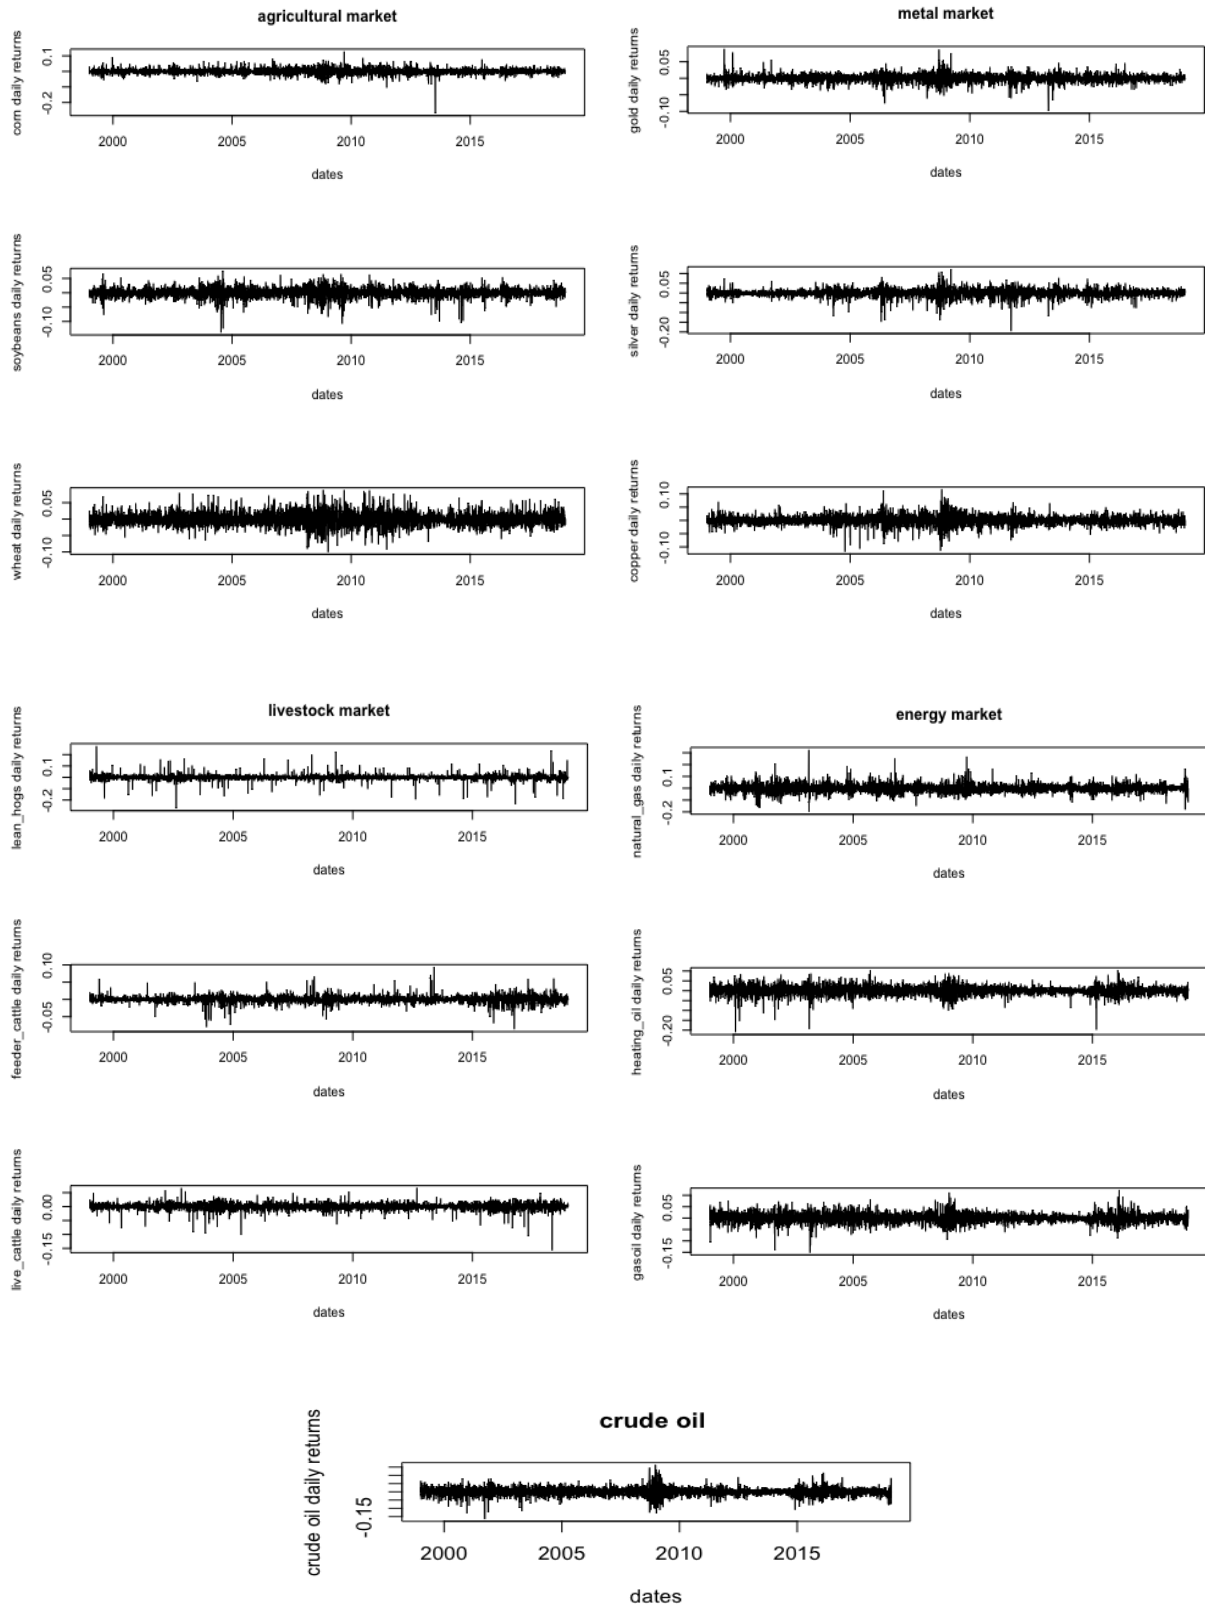 agricultural market
corn daily returns
0.1
-0.2
2000 2005 2010 2015
dates
soybeans daily returns
0.05
-0.10
2000 2005 2010 2015
dates
wheat daily returns
0.05
-0.10
2000 2005 2010 2015
dates
metal market
gold daily returns
0.05
-0.10
2000 2005 2010 2015
dates
silver daily returns
0.05
-0.20
2000 2005 2010 2015
dates
copper daily returns
0.10
-0.10
2000 2005 2010 2015
dates
livestock market
lean_hogs daily returns
0.1
-0.2
2000 2005 2010 2015
dates
feeder_cattle daily returns
0.10
-0.05
2000 2005 2010 2015
dates
live_cattle daily returns
0.00
-0.15
2000 2005 2010 2015
dates
energy market
natural_gas daily returns
0.1
-0.2
2000 2005 2010 2015
dates
heating_oil daily returns
0.05
-0.20
2000 2005 2010 2015
dates
gasoil daily returns
0.05
-0.15
2000 2005 2010 2015
dates
crude oil
crude oil daily returns
-0.15
2000 2005 2010 2015
dates